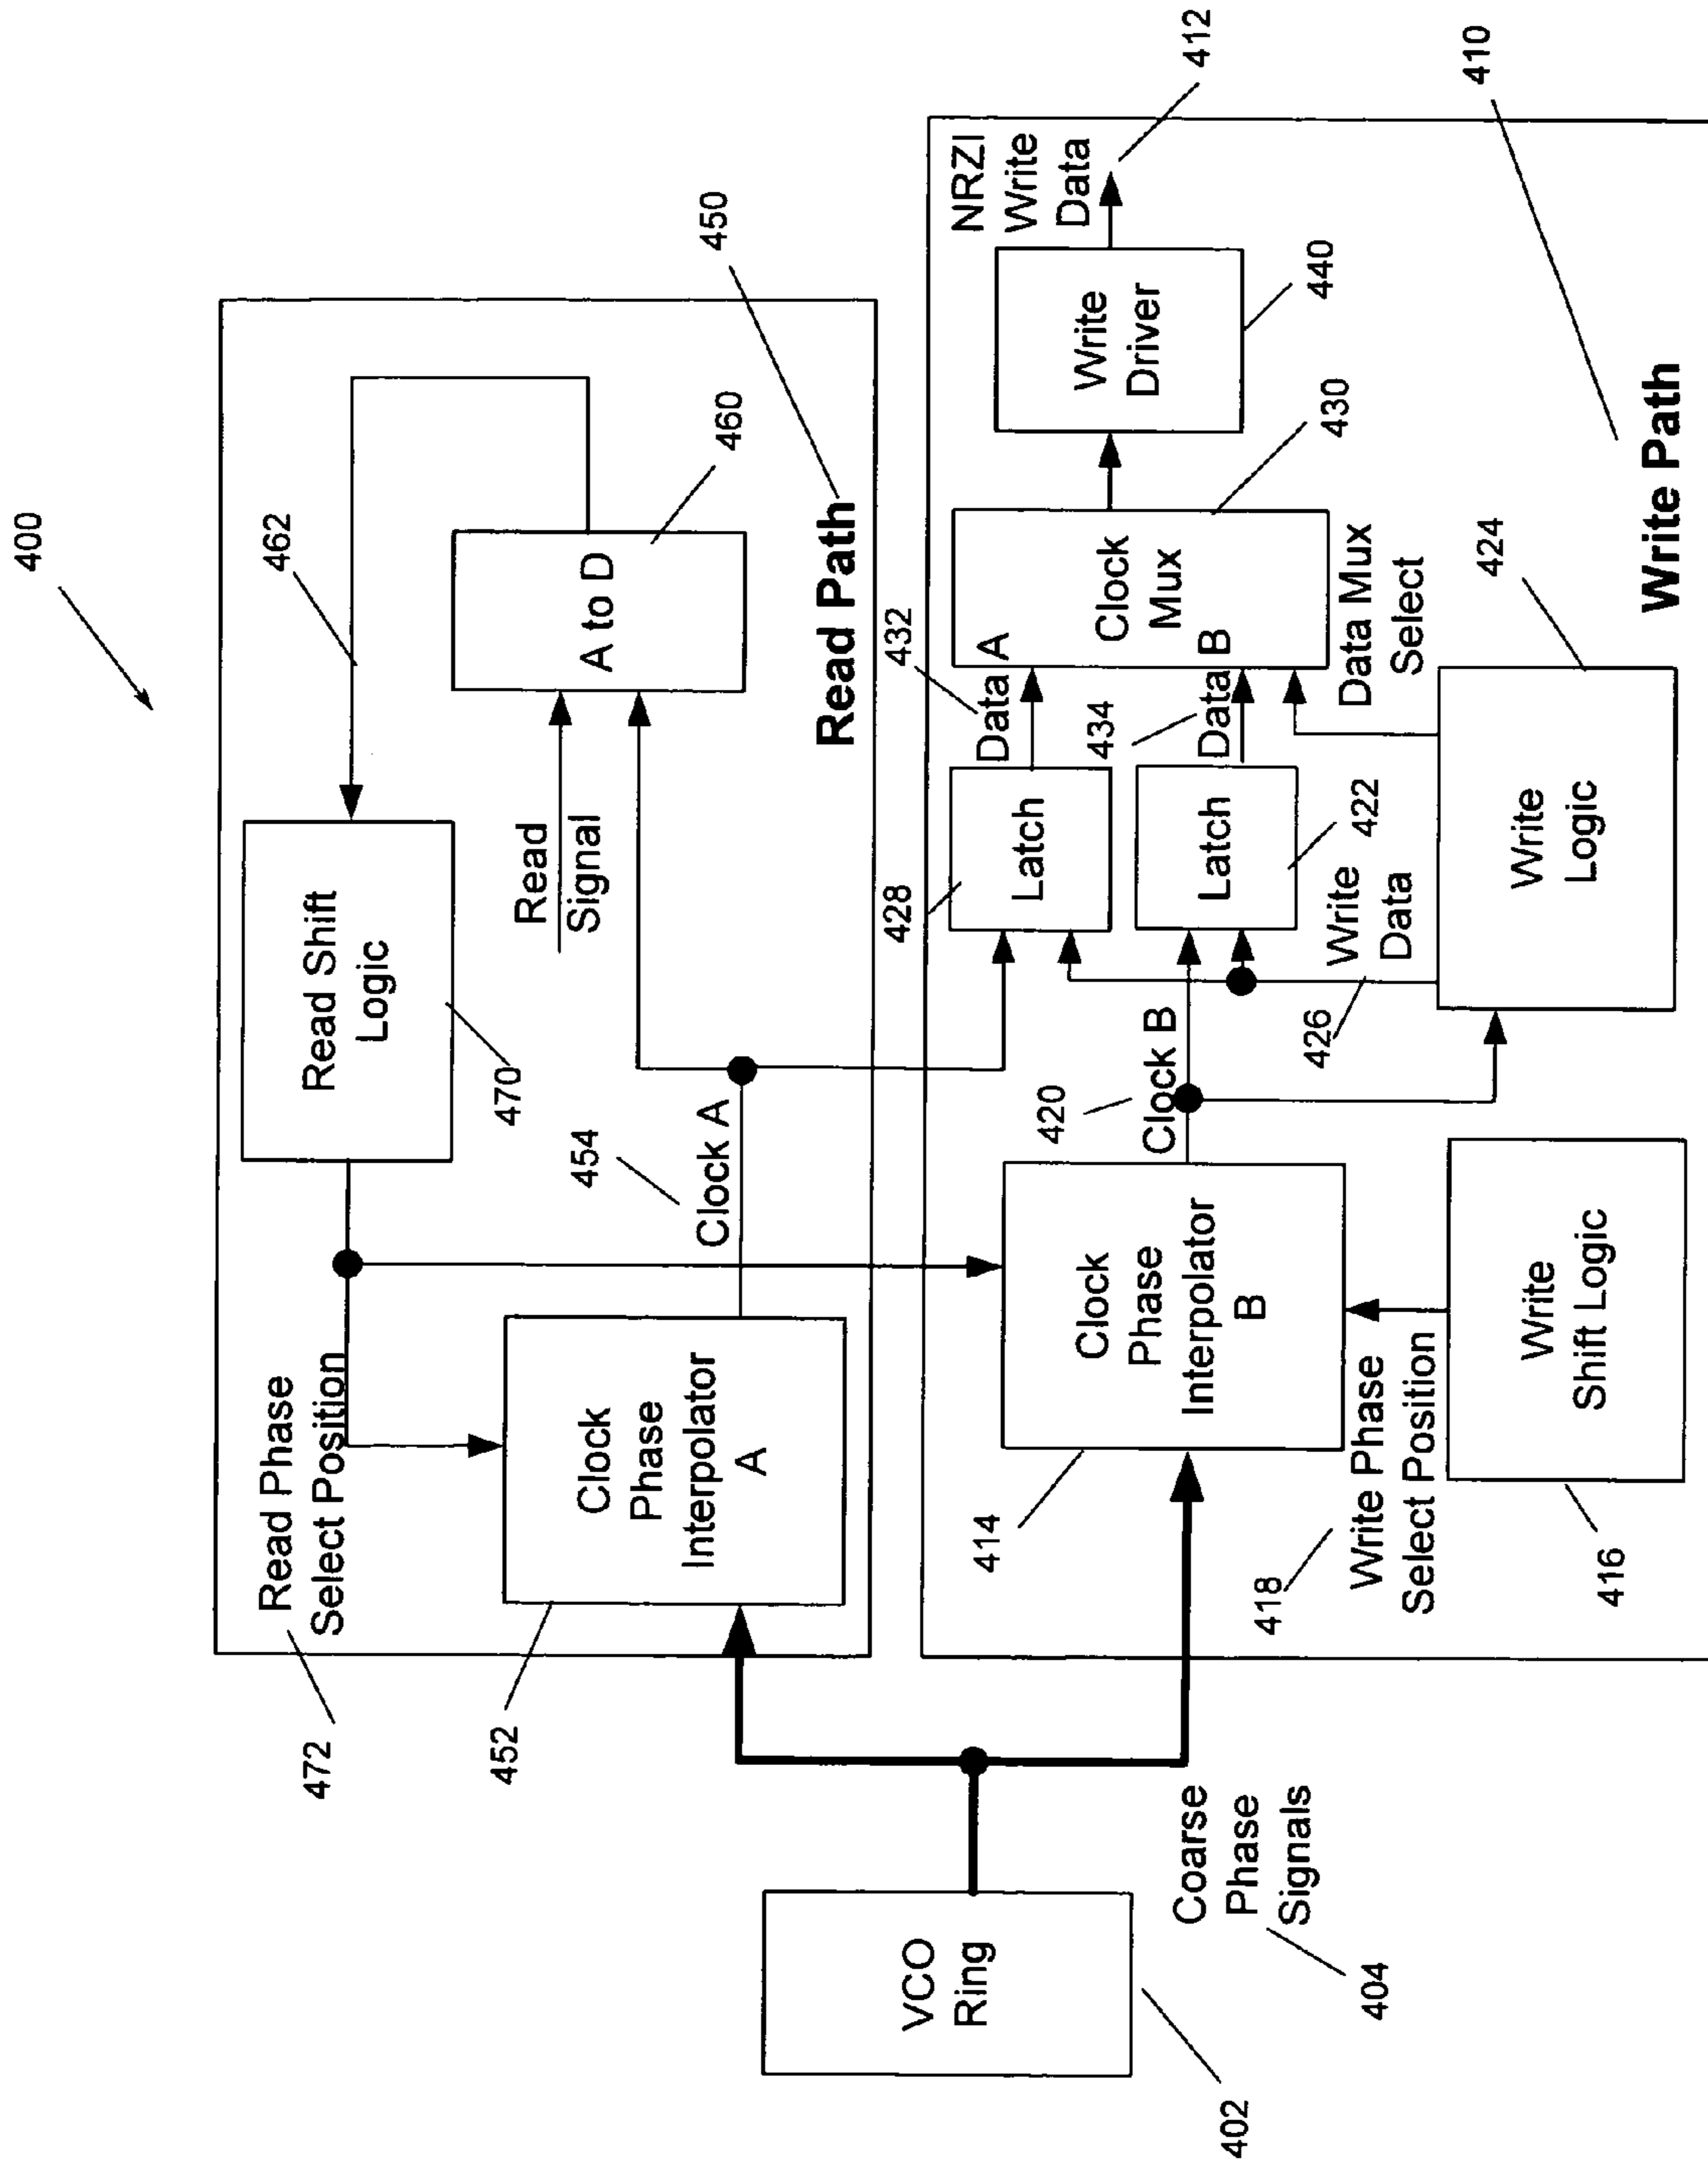 400
462
Read Shift
Logic
470
A to D
460
450
Read
Signal
Read Path
Read Phase
Select Position
472
Clock
Phase
Interpolator
A
452
454
Clock A
VCO
Ring
402
Coarse
Phase
Signals
404
Clock
Phase
Interpolator
B
414
418
Write Phase
Select Position
Write
Shift Logic
416
420
Clock B
428
Latch
432
Data
A
Latch
422
434
Data
B
426
Write
Data
Clock
Mux
430
Data Mux
Select
Write
Logic
424
Write
Driver
440
NRZI
Write
Data
412
410
Write Path